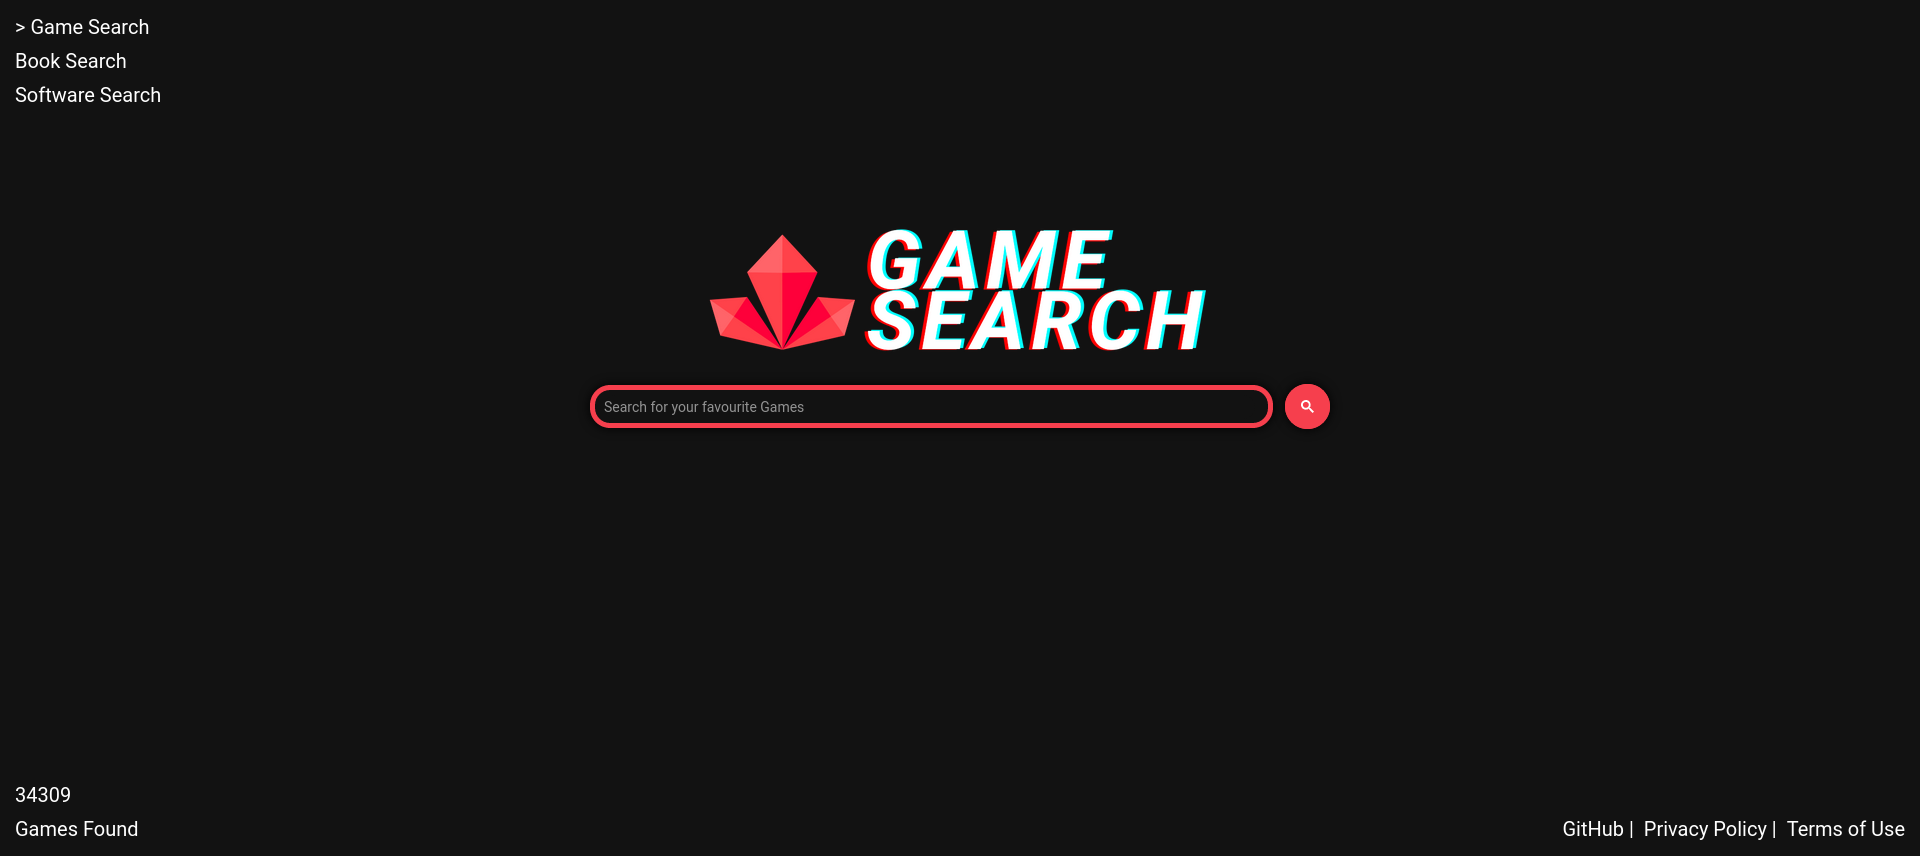 > Game Search
Book Search
Software Search
GAME
SEARCH
Search for your favourite Games
34309
Games Found
GitHub | Privacy Policy | Terms of Use